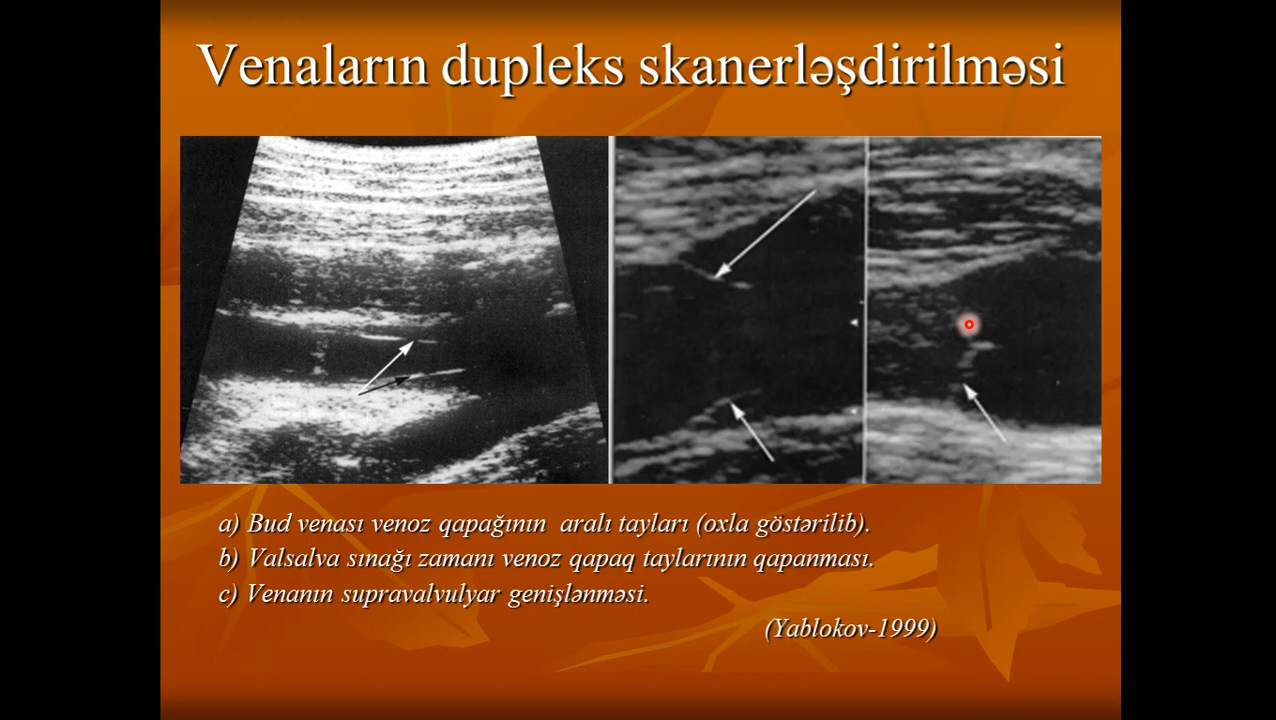 Venaların dupleks skanerləşdirilməsi
a) Bud venası venoz qapağının aralı tayları (oxla göstərilib).
b) Valsalva sınağı zamanı venoz qapaq taylarının qapanması.
c) Venanın supravalvulyar genişlənməsi.
(Yablokov-1999)